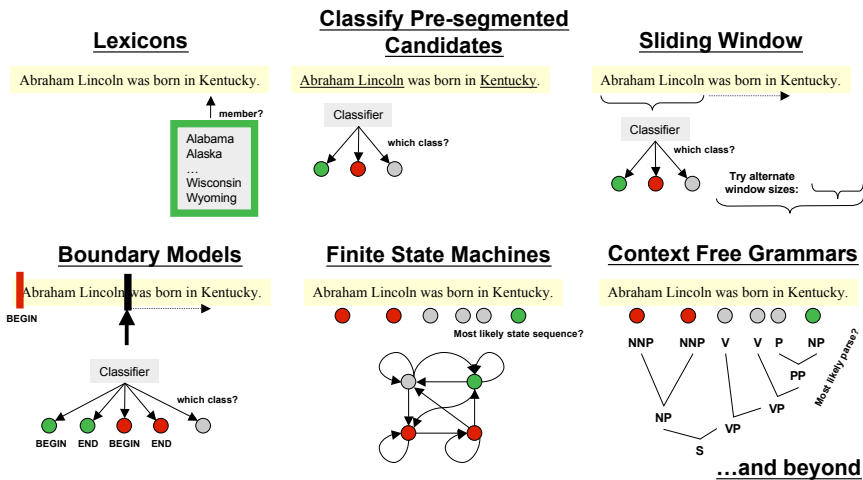 Lexicons
Abraham Lincoln was born in Kentucky.
member?
Alabama
Alaska
…
Wisconsin
Wyoming
Classify Pre-segmented
Candidates
Abraham Lincoln was born in Kentucky.
Classifier
which class?
Sliding Window
Abraham Lincoln was born in Kentucky.
Classifier
which class?
Try alternate
window sizes:
Boundary Models
Abraham Lincoln was born in Kentucky.
BEGIN
Classifier
which class?
BEGIN END BEGIN END
Finite State Machines
Abraham Lincoln was born in Kentucky.
Most likely state sequence?
Context Free Grammars
Abraham Lincoln was born in Kentucky.
NNP NNP V V P NP
Most likely parse?
PP
VP
NP
VP
S
…and beyond